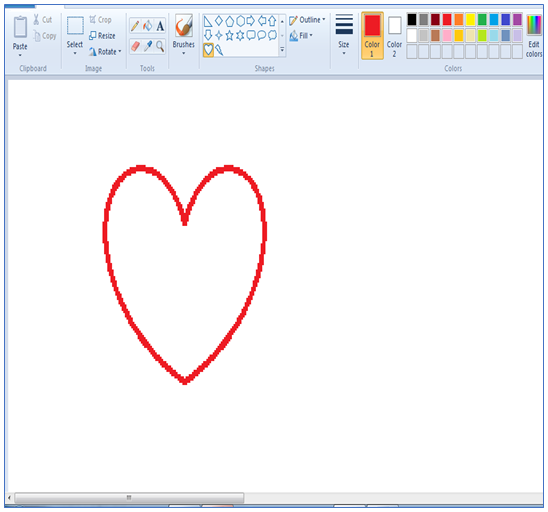 Paste
Cut
Copy
Clipboard
Select
Crop
Resize
Rotate
Image
A
Tools
Brushes
Outline
Fill
Shapes
Size
Color
1
Color
2
Edit
colors
Colors